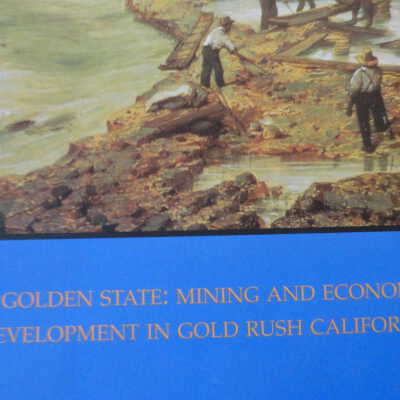 GOLDEN STATE: MINING AND ECONO
EVELOPMENT IN GOLD RUSH CALIFOR